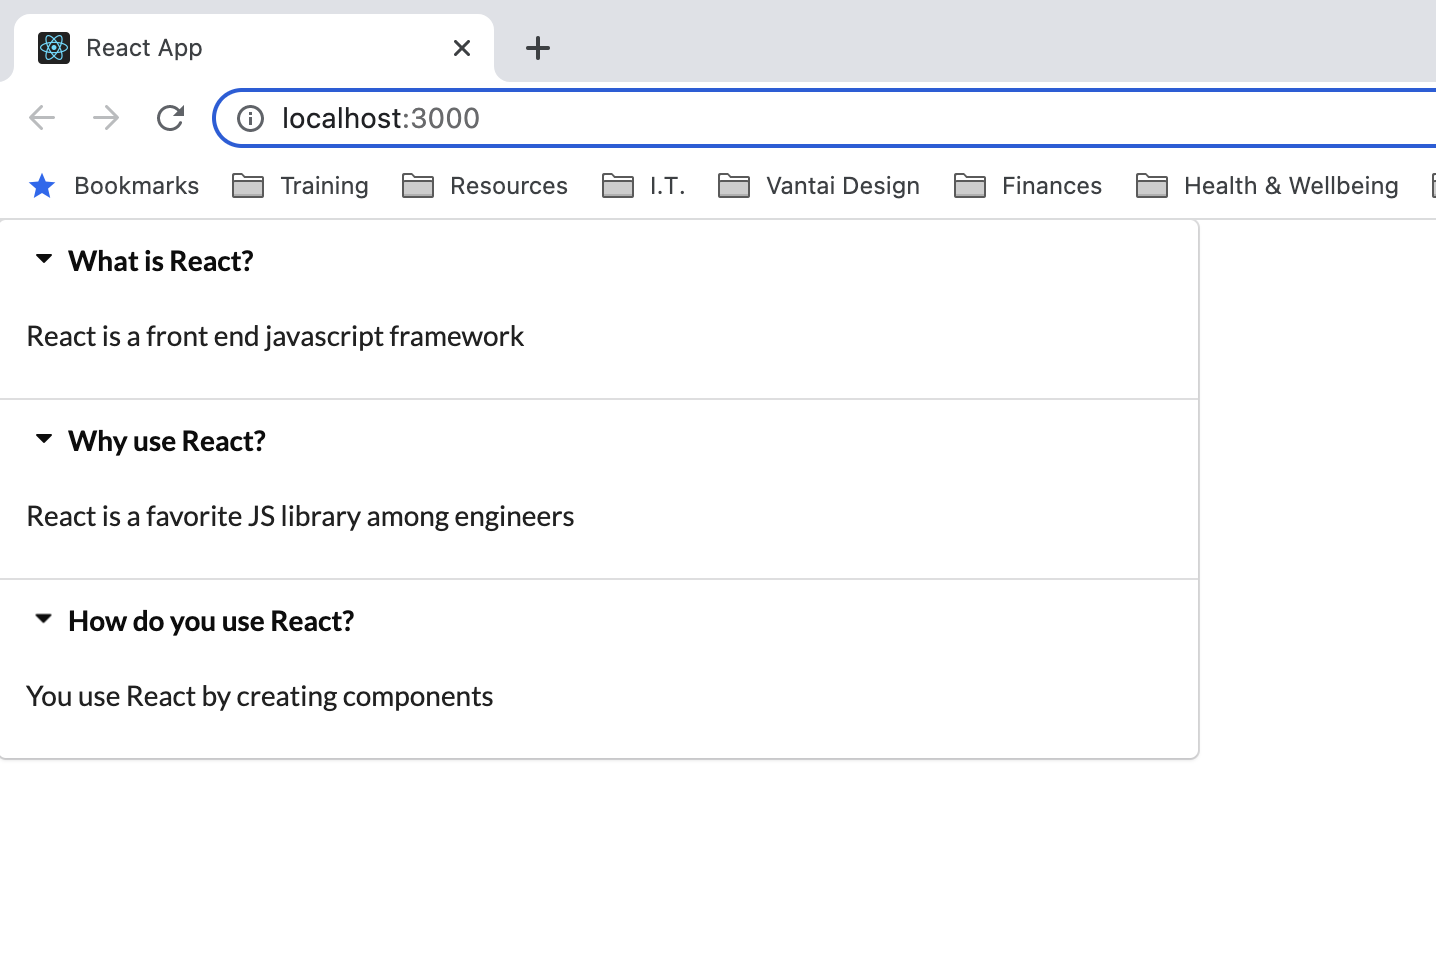 React App
localhost:3000
Bookmarks Training Resources I.T. Vantai Design Finances Health & Wellbeing
What is React?
React is a front end javascript framework
Why use React?
React is a favorite JS library among engineers
How do you use React?
You use React by creating components